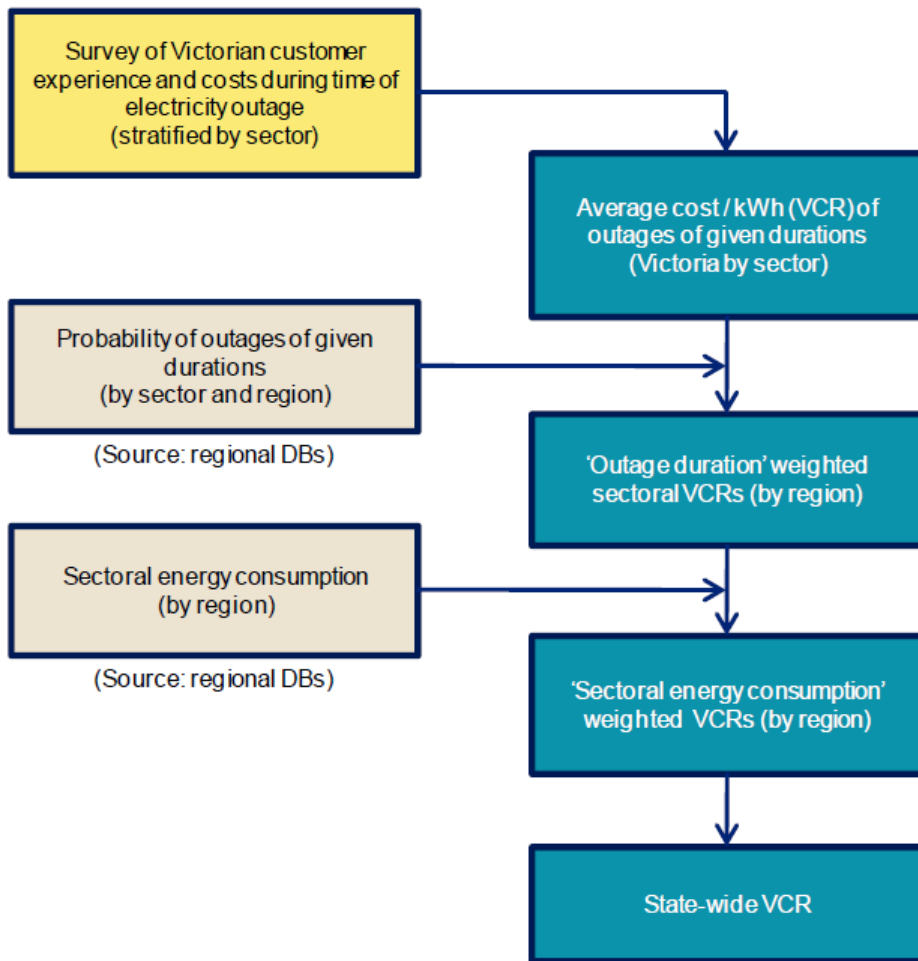 Survey of Victorian customer
experience and costs during time of
electricity outage
(stratified by sector)
Average cost / kWh (VCR) of
outages of given durations
(Victoria by sector)
Probability of outages of given
durations
(by sector and region)
(Source: regional DBs)
‘Outage duration’ weighted
sectoral VCRs (by region)
Sectoral energy consumption
(by region)
(Source: regional DBs)
‘Sectoral energy consumption’
weighted VCRs (by region)
State-wide VCR